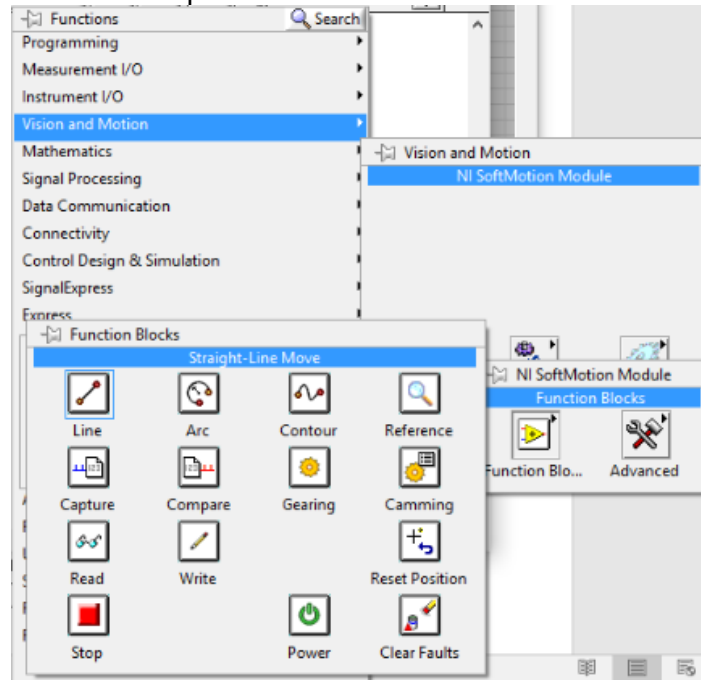 Functions Search
Programming
Measurement I/O
Instrument I/O
Vision and Motion
Mathematics
Signal Processing
Data Communication
Connectivity
Control Design & Simulation
SignalExpress
Express
Vision and Motion
NI SoftMotion Module
NI SoftMotion Module
Function Blocks
Function Blo... Advanced
Function Blocks
Straight-Line Move
Line Arc Contour Reference
Capture Compare Gearing Camming
Read Write Reset Position
Stop Power Clear Faults